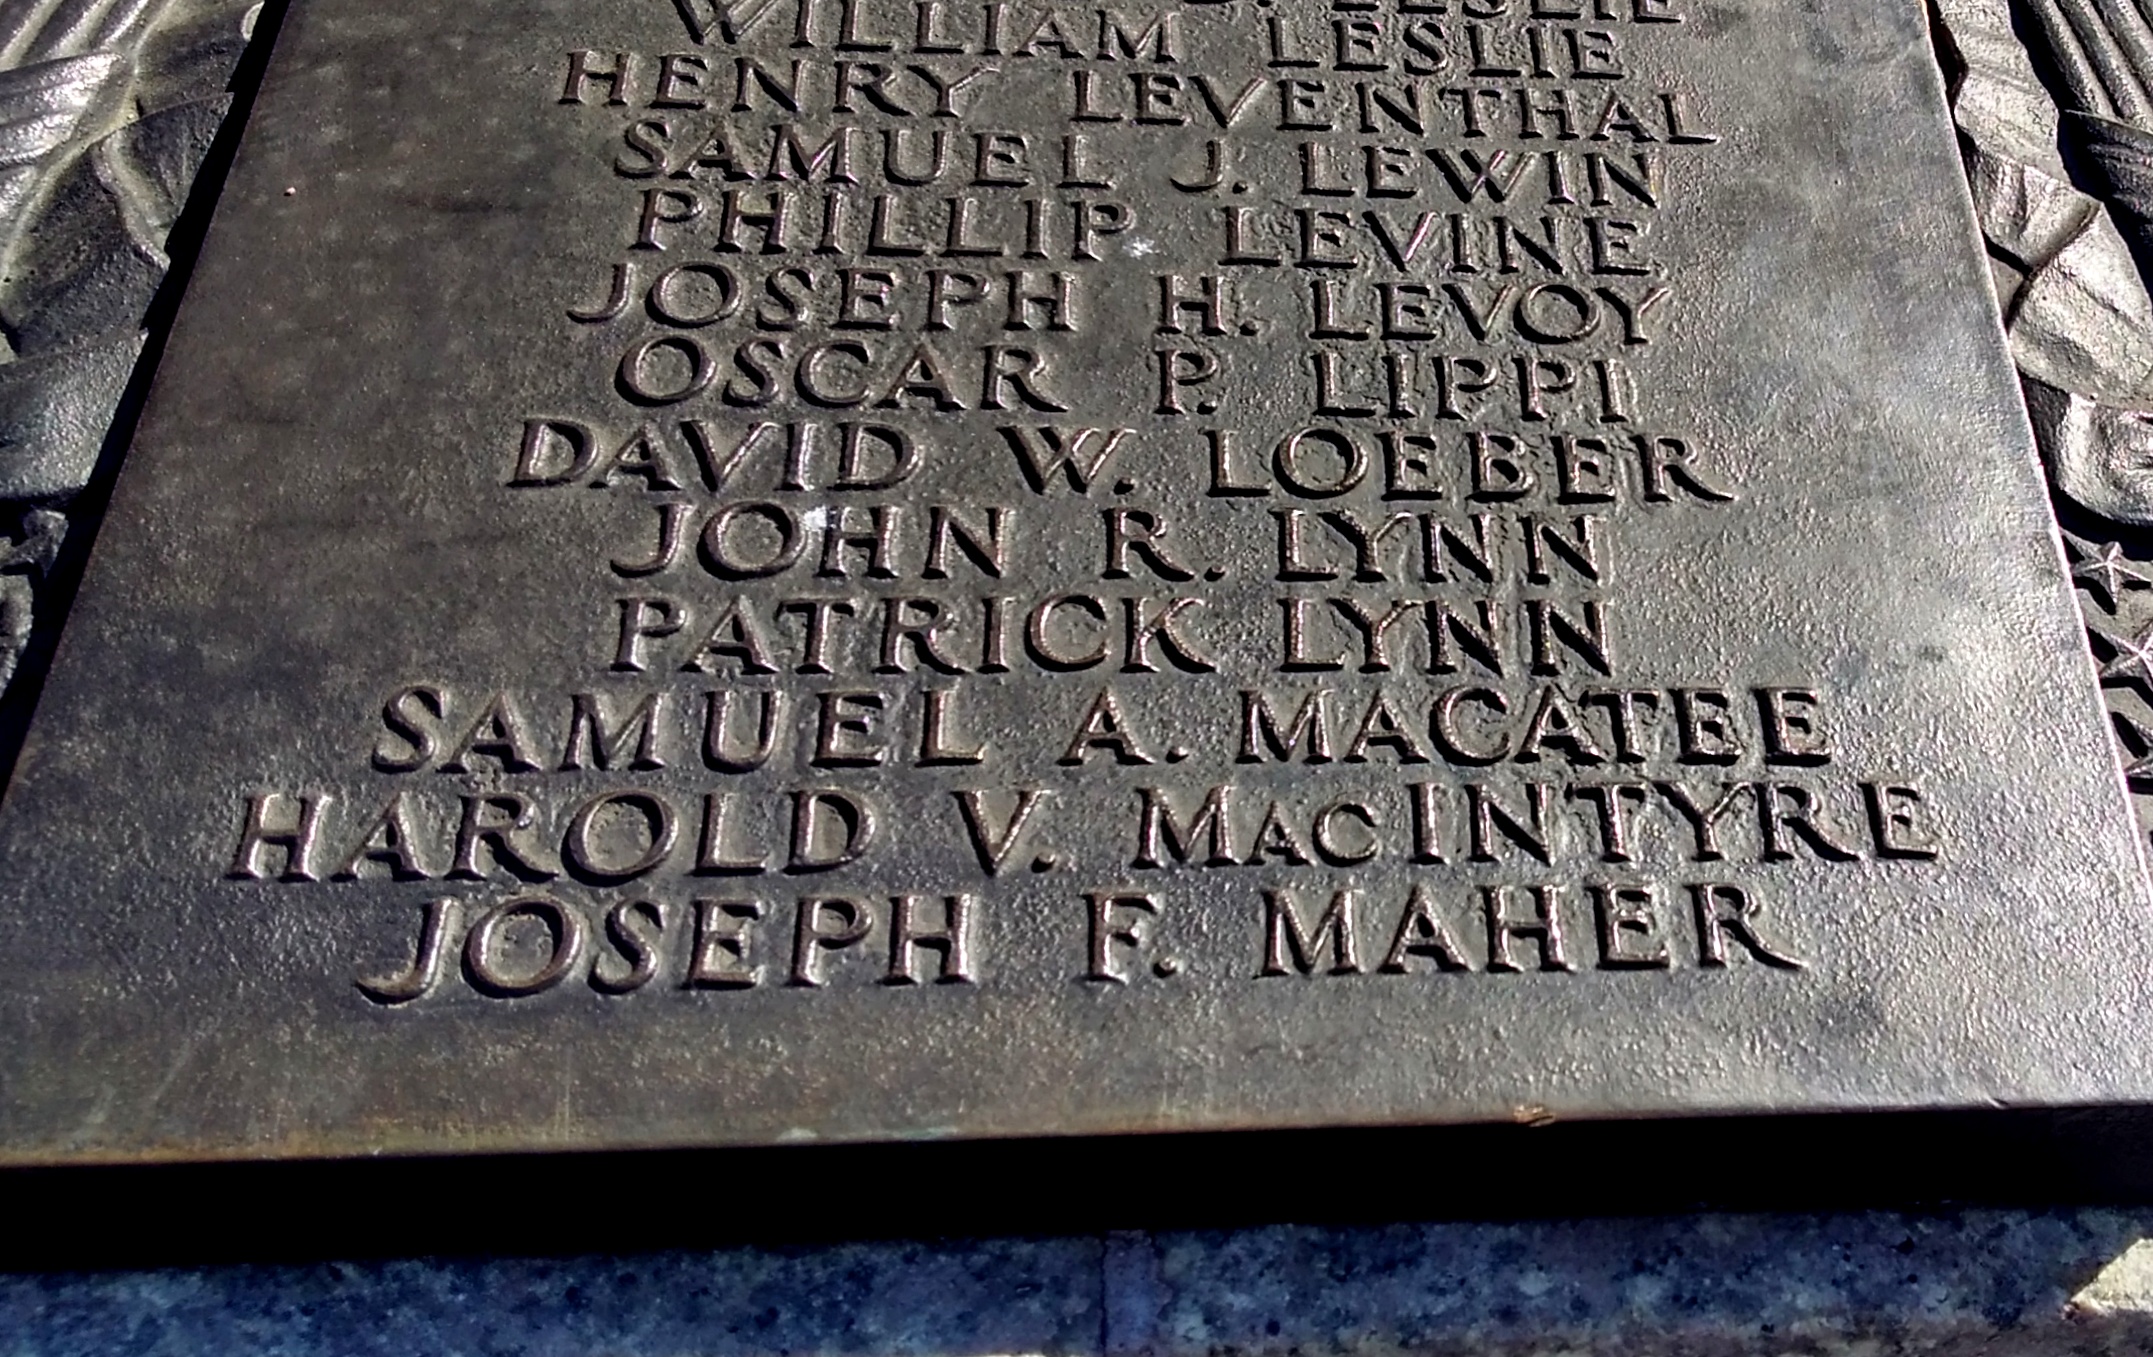 LESLIE
WILLIAM LESLIE
HENRY LEVENTHAL
SAMUEL J. LEWIN
PHILLIP LEVINE
JOSEPH H. LEVOY
OSCAR P. LIPPI
DAVID W. LOEBER
JOHN R. LYNN
PATRICK LYNN
SAMUEL A. MACATEE
HAROLD V. MacINTYRE
JOSEPH F. MAHER